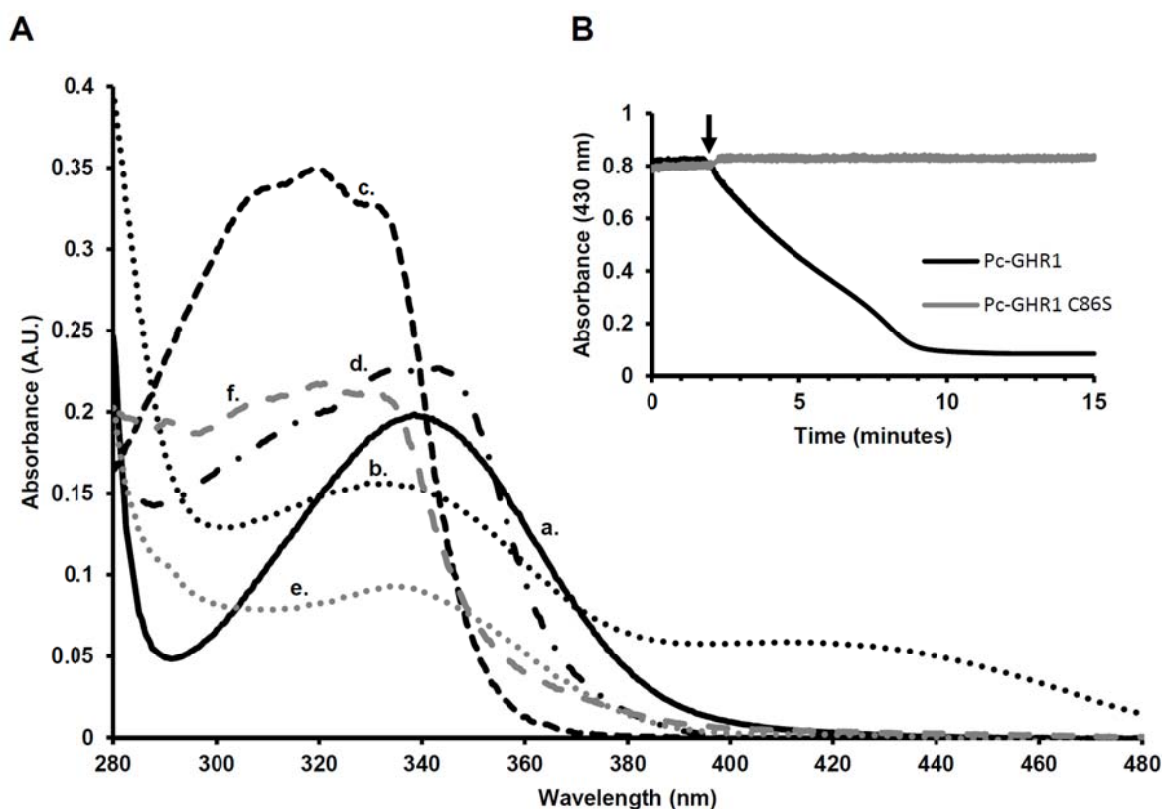 A
B
0.4
0.35
0.3
0.25
0.2
0.15
0.1
0.05
0
Absorbance (A.U.)
280 300 320 340 360 380 400 420 440 460 480
Wavelength (nm)
c.
d.
f.
b.
a.
e.
1
0.8
0.6
0.4
0.2
0
Absorbance (430 nm)
Pc-GHR1
Pc-GHR1 C86S
0 5 10 15
Time (minutes)